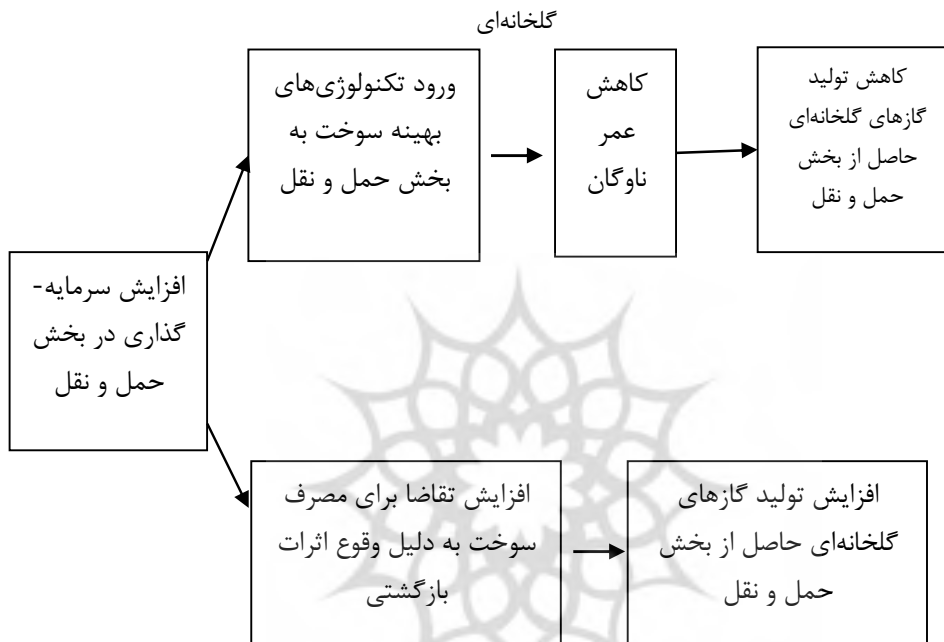 گلخانه‌ای
افزایش سرمایه-
گذاری در بخش
حمل و نقل
ورود تکنولوژی‌های
بهینه سوخت به
بخش حمل و نقل
کاهش
عمر
ناوگان
کاهش تولید
گازهای گلخانه‌ای
حاصل از بخش
حمل و نقل
افزایش تقاضا برای مصرف
سوخت به دلیل وقوع اثرات
بازگشتی
افزایش تولید گازهای
گلخانه‌ای حاصل از بخش
حمل و نقل